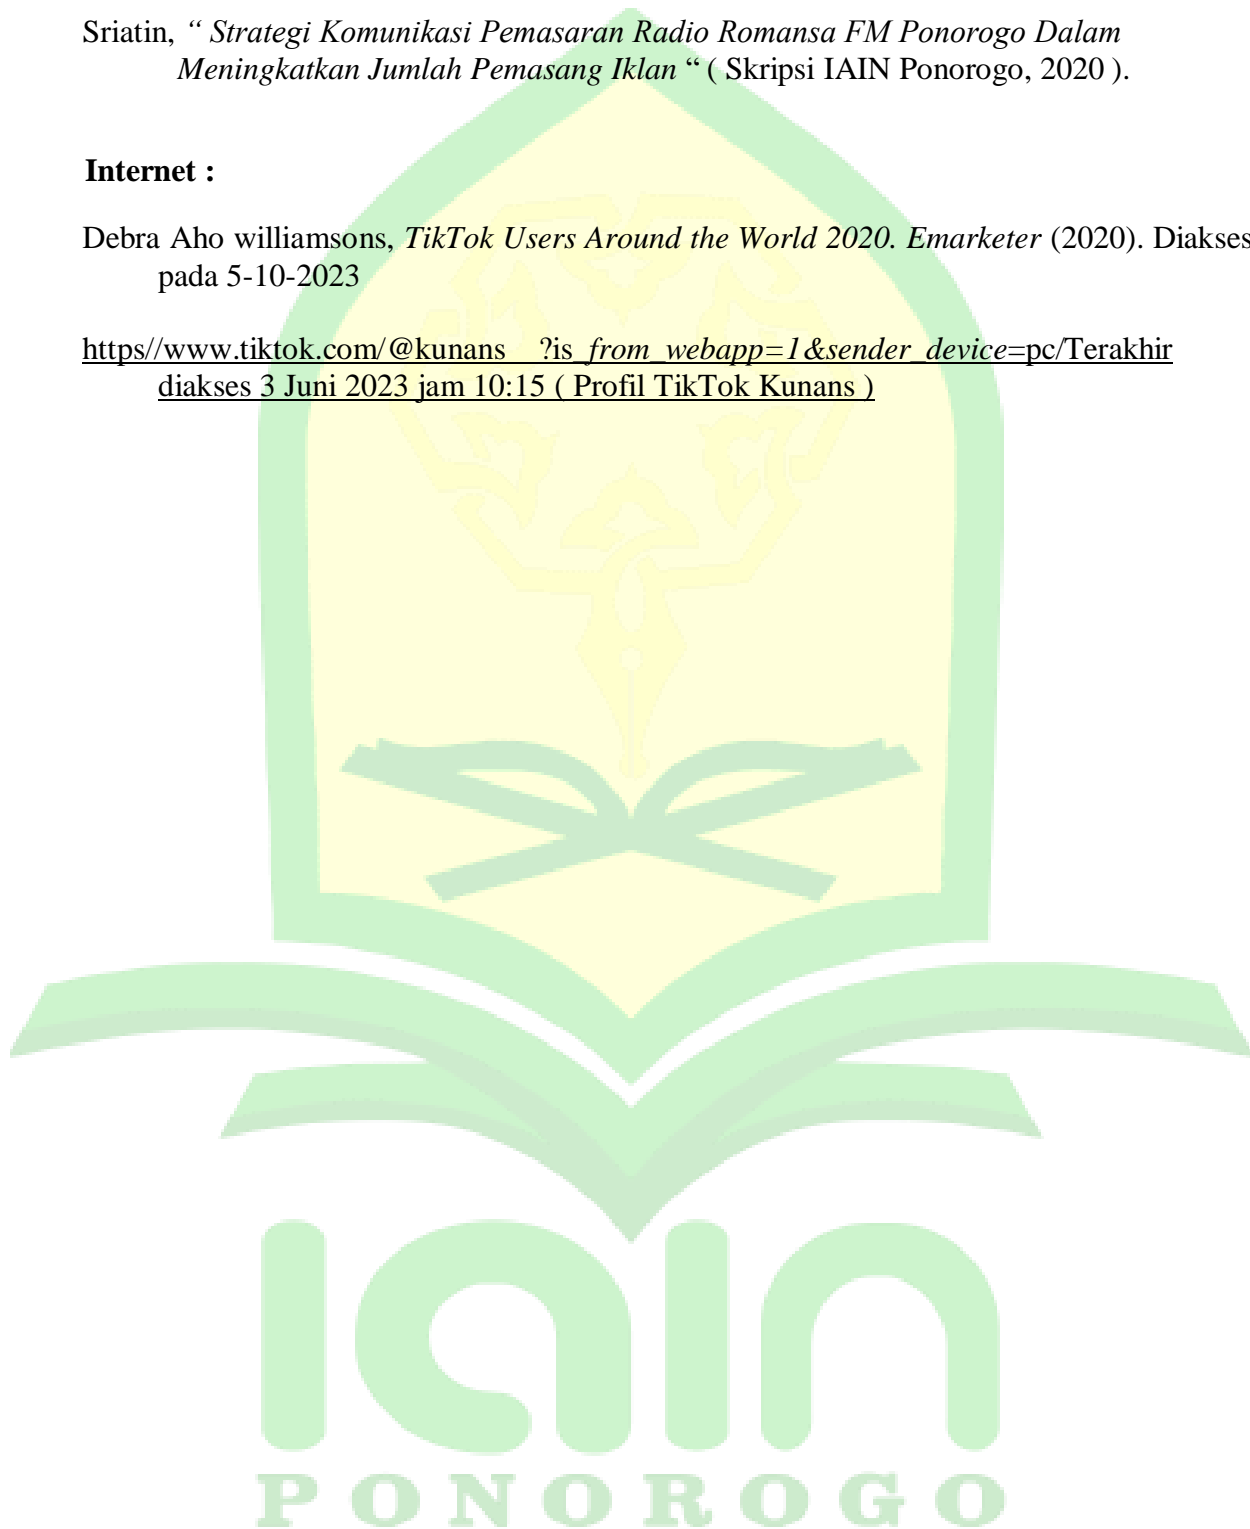 Sriatin, “ Strategi Komunikasi Pemasaran Radio Romansa FM Ponorogo Dalam
Meningkatkan Jumlah Pemasang Iklan “ ( Skripsi IAIN Ponorogo, 2020 ).
Internet :
Debra Aho williamsons, TikTok Users Around the World 2020. Emarketer (2020). Diakses
pada 5-10-2023
https//www.tiktok.com/@kunans__?is_from_webapp=1&sender_device=pc/Terakhir
diakses 3 Juni 2023 jam 10:15 ( Profil TikTok Kunans )
iain
PONOROGO